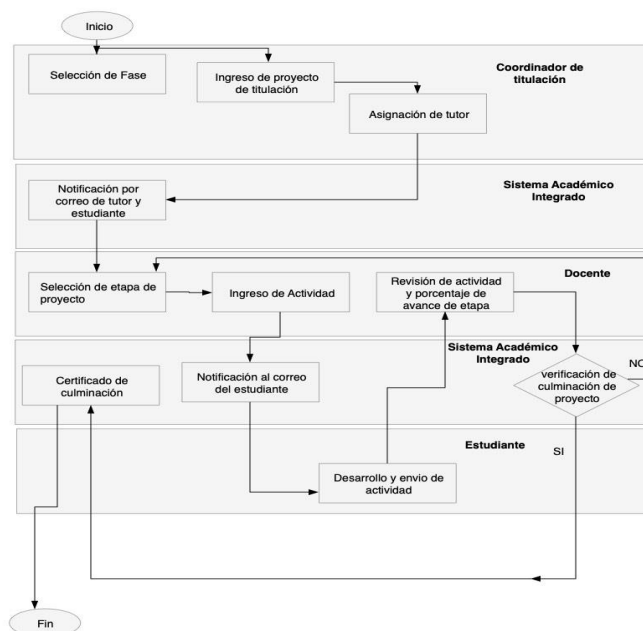 Inicio
Coordinador de
titulación
Selección de Fase
Ingreso de proyecto
de titulación
Asignación de tutor
Notificación por
correo de tutor y
estudiante
Sistema Académico
Integrado
Docente
Selección de etapa de
proyecto
Ingreso de Actividad
Revisión de actividad
y porcentaje de
avance de etapa
Sistema Académico
Integrado
Certificado de
culminación
Notificación al correo
del estudiante
verificación de
culminación de
proyecto
NO
Estudiante
SI
Desarrollo y envio de
actividad
Fin